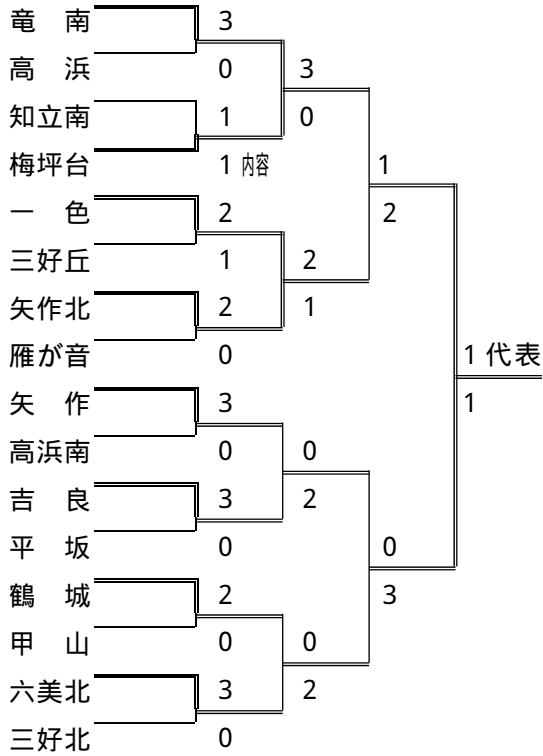 竜　南 3
高　浜 0 3
知立南 1 0
梅坪台 1 内容 1
一　色 2 2
三好丘 1 2
矢作北 2 1
雁が音 0 1 代表
矢　作 3 1
高浜南 0 0
吉　良 3 2
平　坂 0 0
鶴　城 2 3
甲　山 0 0
六美北 3 2
三好北 0